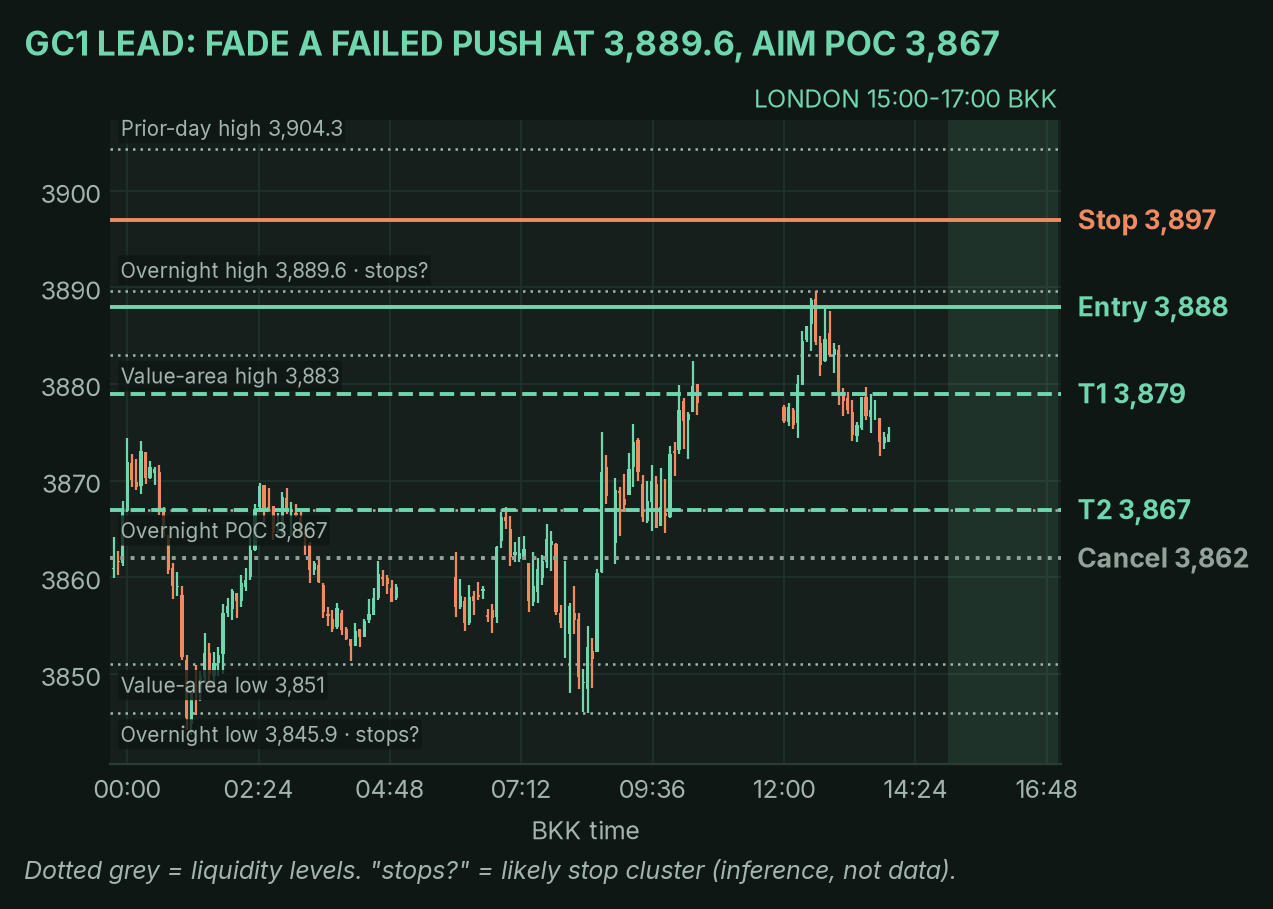 GC1 LEAD: FADE A FAILED PUSH AT 3,889.6, AIM POC 3,867
LONDON 15:00-17:00 BKK
Prior-day high 3,904.3
3900
Stop 3,897
Overnight high 3,889.6 · stops?
3890
Entry 3,888
Value-area high 3,883
3880
T1 3,879
3870
T2 3,867
Overnight POC 3,867
Cancel 3,862
3860
3850
Value-area low 3,851
Overnight low 3,845.9 · stops?
00:00 02:24 04:48 07:12 09:36 12:00 14:24 16:48
BKK time
Dotted grey = liquidity levels. "stops?" = likely stop cluster (inference, not data).